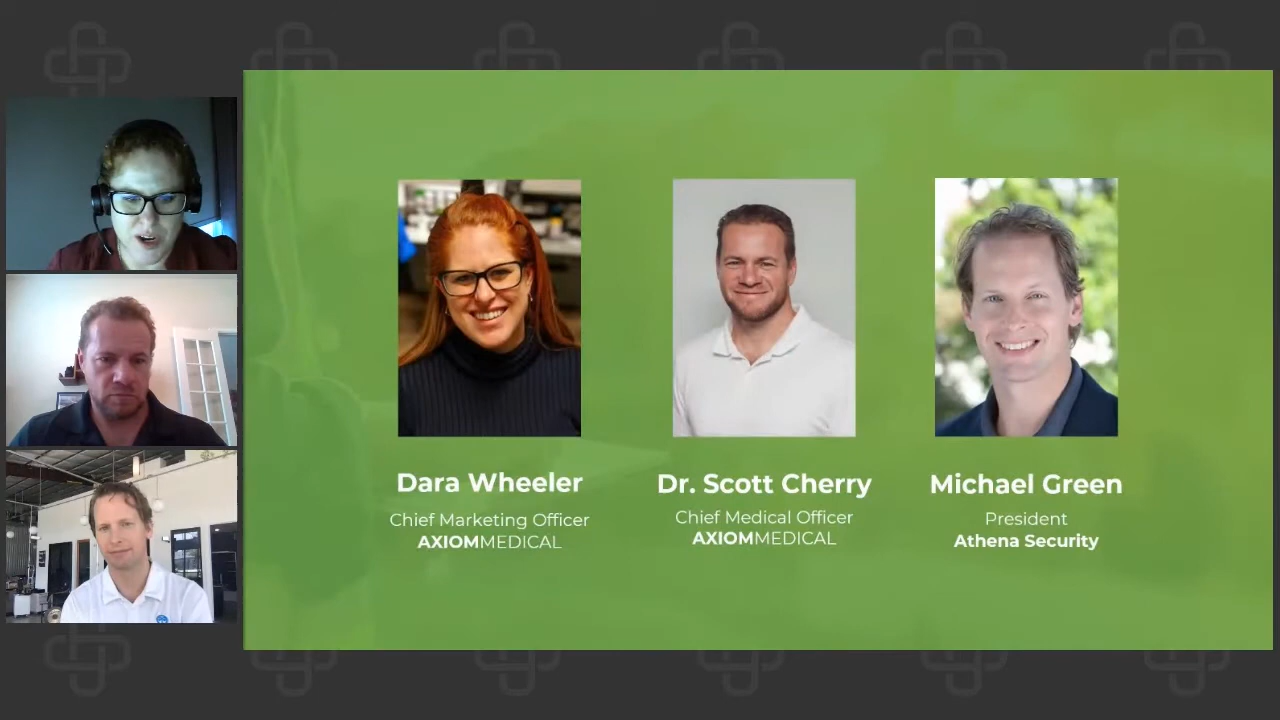 Dara Wheeler
Chief Marketing Officer
AXIOMMEDICAL
Dr. Scott Cherry
Chief Medical Officer
AXIOMMEDICAL
Michael Green
President
Athena Security